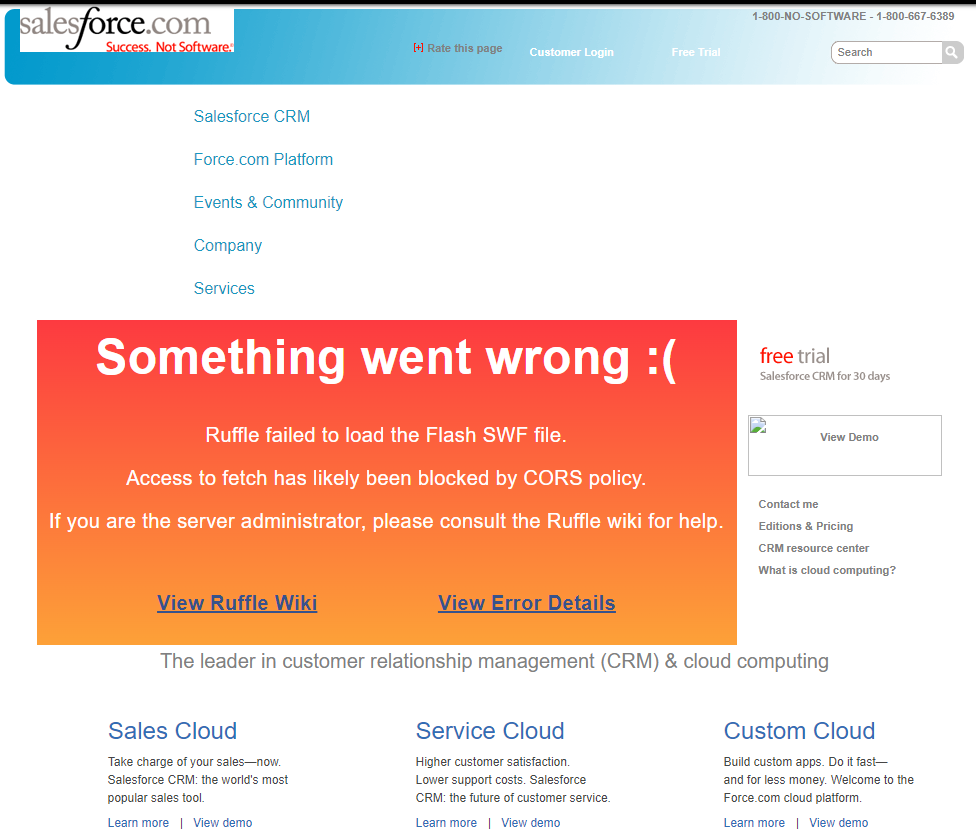 salesforce.com
Success. Not Software.®
1-800-NO-SOFTWARE - 1-800-667-6389
[+] Rate this page
Customer Login
Free Trial
Search
Salesforce CRM
Force.com Platform
Events & Community
Company
Services
Something went wrong :(
Ruffle failed to load the Flash SWF file.
Access to fetch has likely been blocked by CORS policy.
If you are the server administrator, please consult the Ruffle wiki for help.
View Ruffle Wiki
View Error Details
free trial
Salesforce CRM for 30 days
View Demo
Contact me
Editions & Pricing
CRM resource center
What is cloud computing?
The leader in customer relationship management (CRM) & cloud computing
Sales Cloud
Take charge of your sales—now.
Salesforce CRM: the world's most
popular sales tool.
Learn more | View demo
Service Cloud
Higher customer satisfaction.
Lower support costs. Salesforce
CRM: the future of customer service.
Learn more | View demo
Custom Cloud
Build custom apps. Do it fast—
and for less money. Welcome to the
Force.com cloud platform.
Learn more | View demo